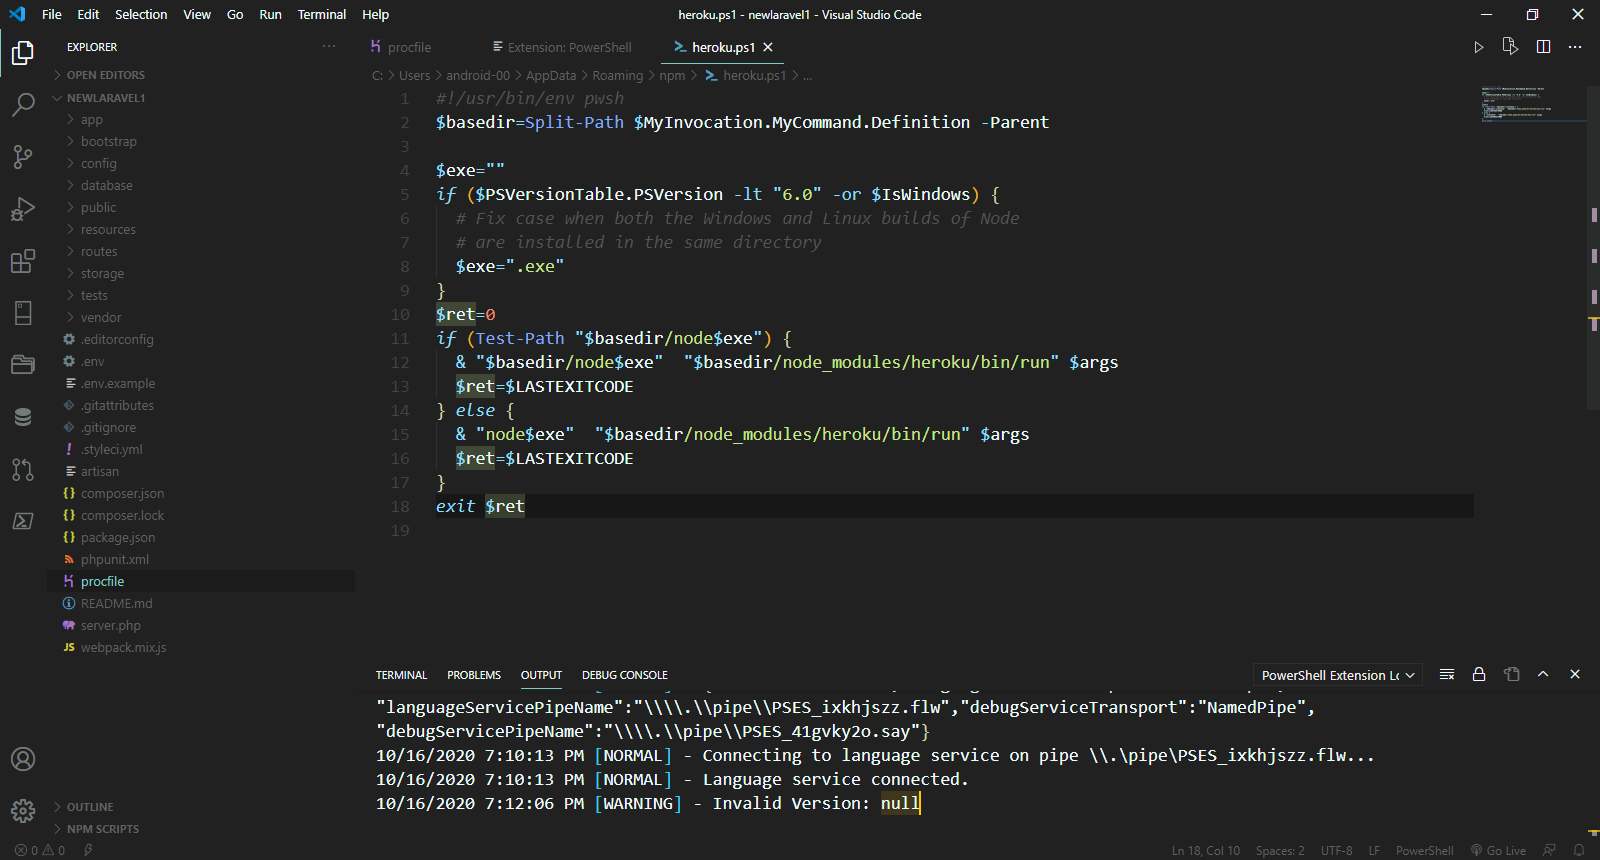 File Edit Selection View Go Run Terminal Help
heroku.ps1 - newlaravel1 - Visual Studio Code
EXPLORER
OPEN EDITORS
NEWLARAVEL1
app
bootstrap
config
database
public
resources
routes
storage
tests
vendor
.editorconfig
.env
.env.example
.gitattributes
.gitignore
.styleci.yml
artisan
composer.json
composer.lock
package.json
phpunit.xml
procfile
README.md
server.php
webpack.mix.js
OUTLINE
NPM SCRIPTS
procfile Extension: PowerShell heroku.ps1
C: > Users > android-00 > AppData > Roaming > npm > heroku.ps1 > ...
1 #!/usr/bin/env pwsh
2 $basedir=Split-Path $MyInvocation.MyCommand.Definition -Parent
3
4 $exe=""
5 if ($PSVersionTable.PSVersion -lt "6.0" -or $IsWindows) {
6 # Fix case when both the Windows and Linux builds of Node
7 # are installed in the same directory
8 $exe=".exe"
9 }
10 $ret=0
11 if (Test-Path "$basedir/node$exe") {
12 & "$basedir/node$exe"  "$basedir/node_modules/heroku/bin/run" $args
13 $ret=$LASTEXITCODE
14 } else {
15 & "node$exe"  "$basedir/node_modules/heroku/bin/run" $args
16 $ret=$LASTEXITCODE
17 }
18 exit $ret
19
TERMINAL PROBLEMS OUTPUT DEBUG CONSOLE
PowerShell Extension Lo
"languageServicePipeName":"\\\\.\\pipe\\PSES_ixkhjszz.flw","debugServiceTransport":"NamedPipe",
"debugServicePipeName":"\\\\.\\pipe\\PSES_41gvky2o.say"}
10/16/2020 7:10:13 PM [NORMAL] - Connecting to language service on pipe \\.\pipe\PSES_ixkhjszz.flw...
10/16/2020 7:10:13 PM [NORMAL] - Language service connected.
10/16/2020 7:12:06 PM [WARNING] - Invalid Version: null
0 0
Ln 18, Col 10 Spaces: 2 UTF-8 LF PowerShell Go Live